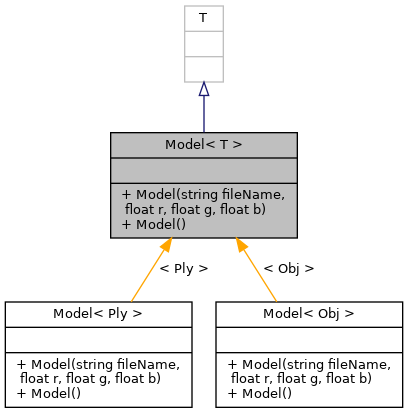 T
Model< T >
+ Model(string fileName,
float r, float g, float b)
+ Model()
< Ply >
< Obj >
Model< Ply >
+ Model(string fileName,
float r, float g, float b)
+ Model()
Model< Obj >
+ Model(string fileName,
float r, float g, float b)
+ Model()